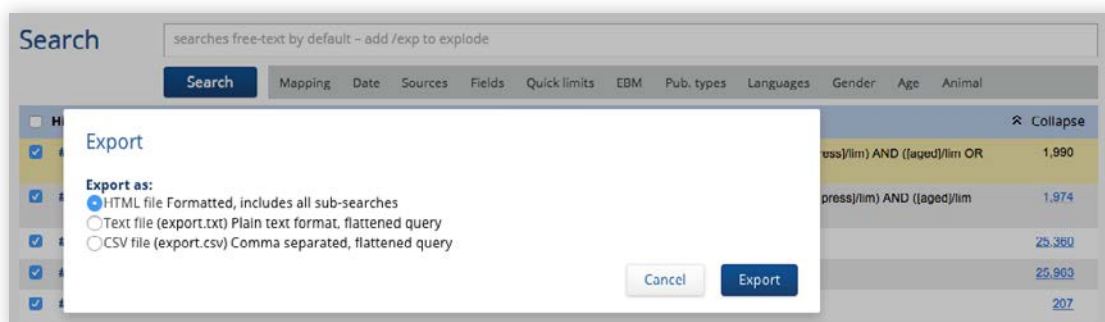 Search
searches free-text by default – add /exp to explode
Search Mapping Date Sources Fields Quick limits EBM Pub. types Languages Gender Age Animal
Collapse
Export
ess]/lim) AND ([aged]/lim OR 1,990
Export as:
HTML file Formatted, includes all sub-searches
press]/lim) AND ([aged]/lim 1,974
Text file (export.txt) Plain text format, flattened query
CSV file (export.csv) Comma separated, flattened query
25,360
Cancel Export
25,963
207